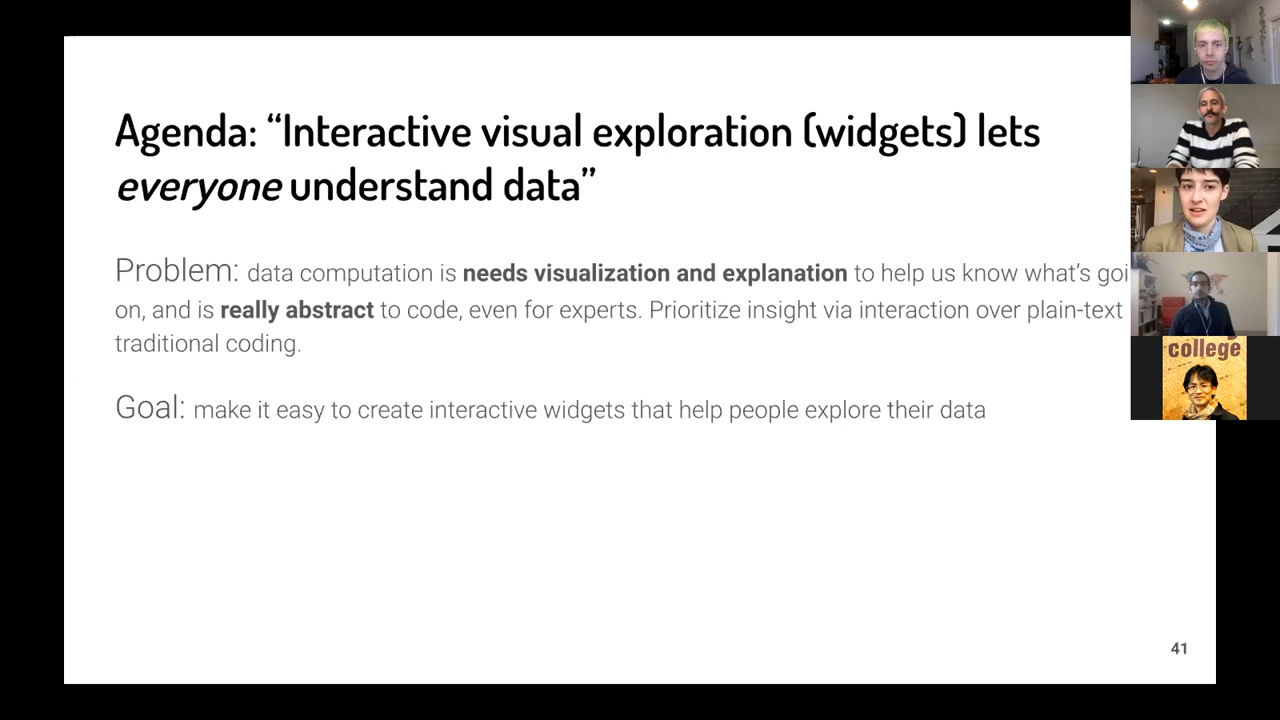 Agenda: “Interactive visual exploration (widgets) lets
everyone understand data”
Problem: data computation is needs visualization and explanation to help us know what’s goi
on, and is really abstract to code, even for experts. Prioritize insight via interaction over plain-text
traditional coding.
Goal: make it easy to create interactive widgets that help people explore their data
college
41